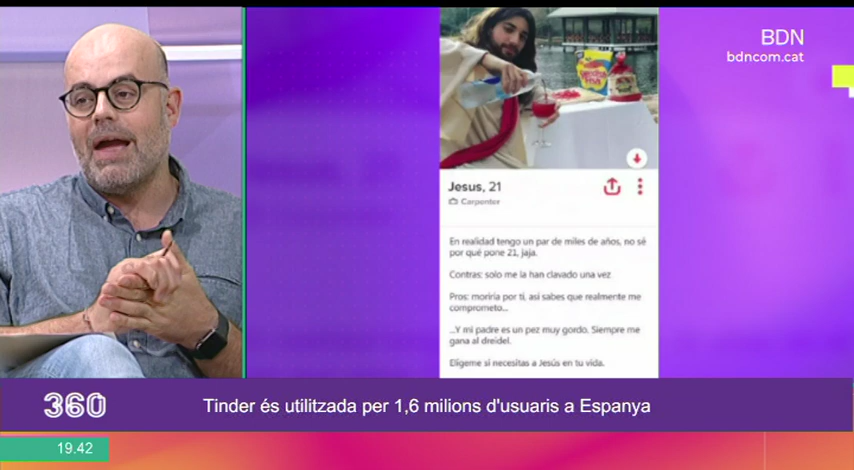 BDN
bdncom.cat
Jesus, 21
Carpenter
En realidad tengo un par de miles de años, no sé
por qué pone 21, jaja.
Contras: solo me la han clavado una vez
Pros: moriría por ti, asi sabes que realmente me
comprometo...
...Y mi padre es un pez muy gordo. Siempre me
gana al dreidel.
Elígeme si necesitas a Jesús en tu vida.
360
Tinder és utilitzada per 1,6 milions d'usuaris a Espanya
19.42